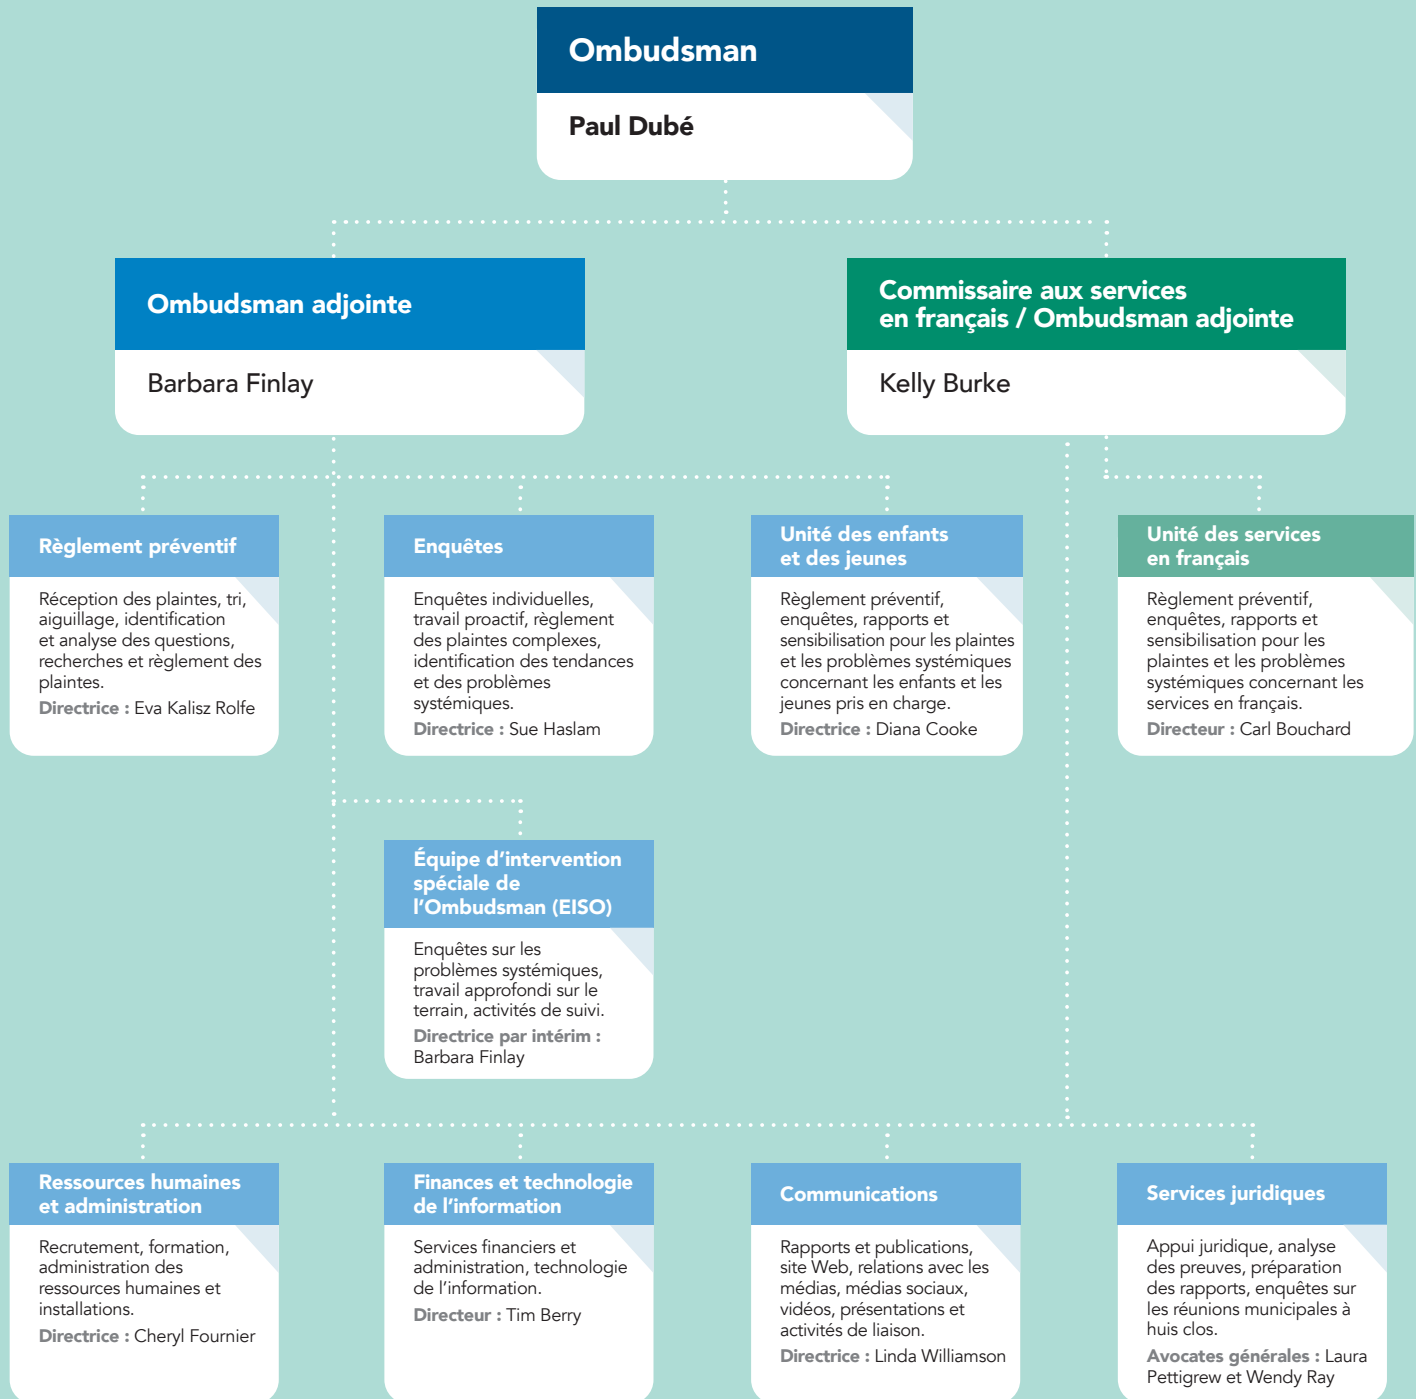 Ombudsman
Paul Dubé
Ombudsman adjointe
Barbara Finlay
Commissaire aux services
en français / Ombudsman adjointe
Kelly Burke
Règlement préventif
Réception des plaintes, tri,
aiguillage, identification
et analyse des questions,
recherches et règlement des
plaintes.
Directrice : Eva Kalisz Rolfe
Enquêtes
Enquêtes individuelles,
travail proactif, règlement
des plaintes complexes,
identification des tendances
et des problèmes
systémiques.
Directrice : Sue Haslam
Unité des enfants
et des jeunes
Règlement préventif,
enquêtes, rapports et
sensibilisation pour les plaintes
et les problèmes systémiques
concernant les enfants et les
jeunes pris en charge.
Directrice : Diana Cooke
Unité des services
en français
Règlement préventif,
enquêtes, rapports et
sensibilisation pour les
plaintes et les problèmes
systémiques concernant les
services en français.
Directeur : Carl Bouchard
Équipe d’intervention
spéciale de
l’Ombudsman (EISO)
Enquêtes sur les
problèmes systémiques,
travail approfondi sur le
terrain, activités de suivi.
Directrice par intérim :
Barbara Finlay
Ressources humaines
et administration
Recrutement, formation,
administration des
ressources humaines et
installations.
Directrice : Cheryl Fournier
Finances et technologie
de l’information
Services financiers et
administration, technologie
de l’information.
Directeur : Tim Berry
Communications
Rapports et publications,
site Web, relations avec les
médias, médias sociaux,
vidéos, présentations et
activités de liaison.
Directrice : Linda Williamson
Services juridiques
Appui juridique, analyse
des preuves, préparation
des rapports, enquêtes sur
les réunions municipales à
huis clos.
Avocates générales : Laura
Pettigrew et Wendy Ray